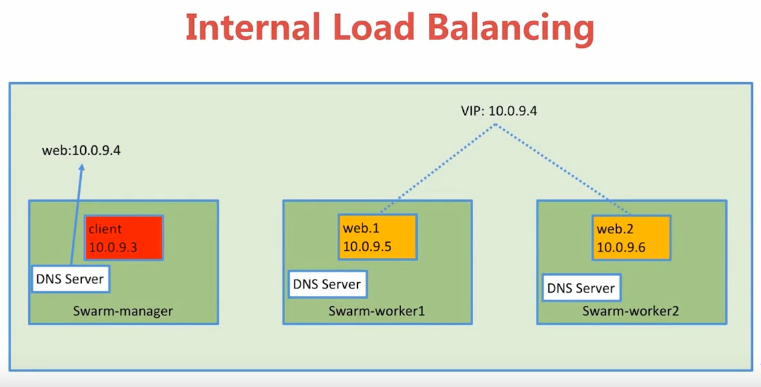 Internal Load Balancing
VIP: 10.0.9.4
web:10.0.9.4
client
10.0.9.3
DNS Server
Swarm-manager
web.1
10.0.9.5
DNS Server
Swarm-worker1
web.2
10.0.9.6
DNS Server
Swarm-worker2